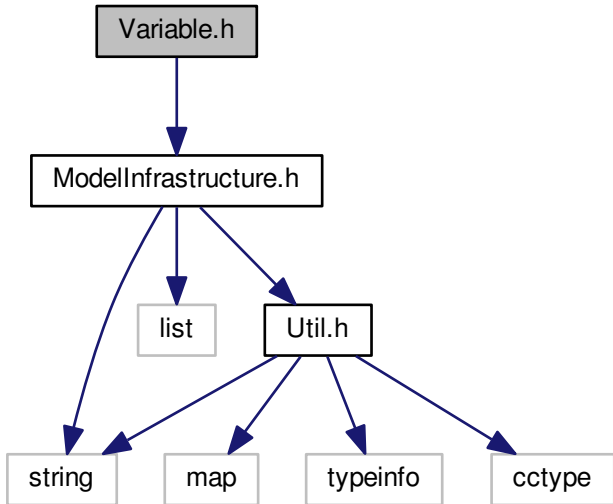 Variable.h
ModelInfrastructure.h
list
Util.h
string
map
typeinfo
cctype